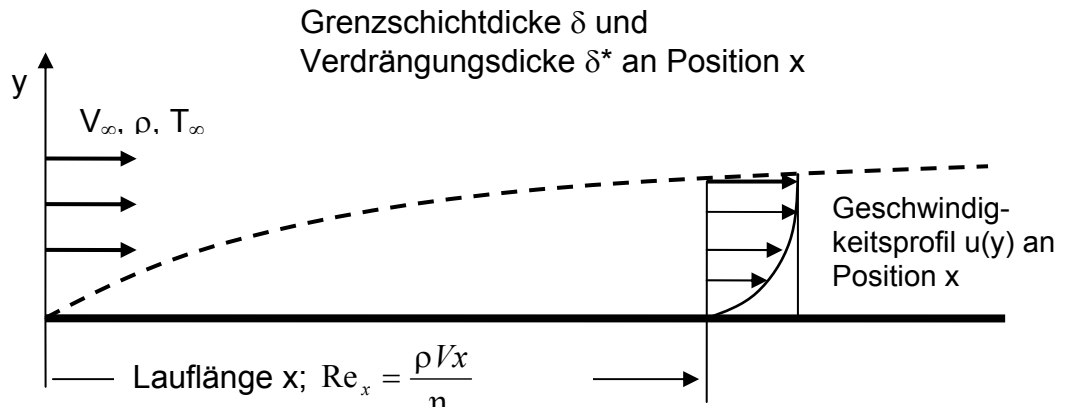 Grenzschichtdicke δ und
Verdrängungsdicke δ* an Position x
y
V∞, ρ, T∞
Geschwindig-
keitsprofil u(y) an
Position x
Lauflänge x; Re_x = ρVx / η